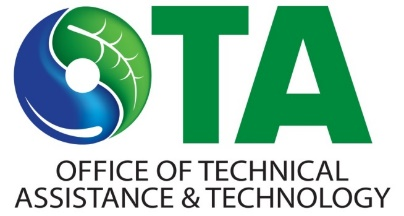 OTA
OFFICE OF TECHNICAL
ASSISTANCE & TECHNOLOGY